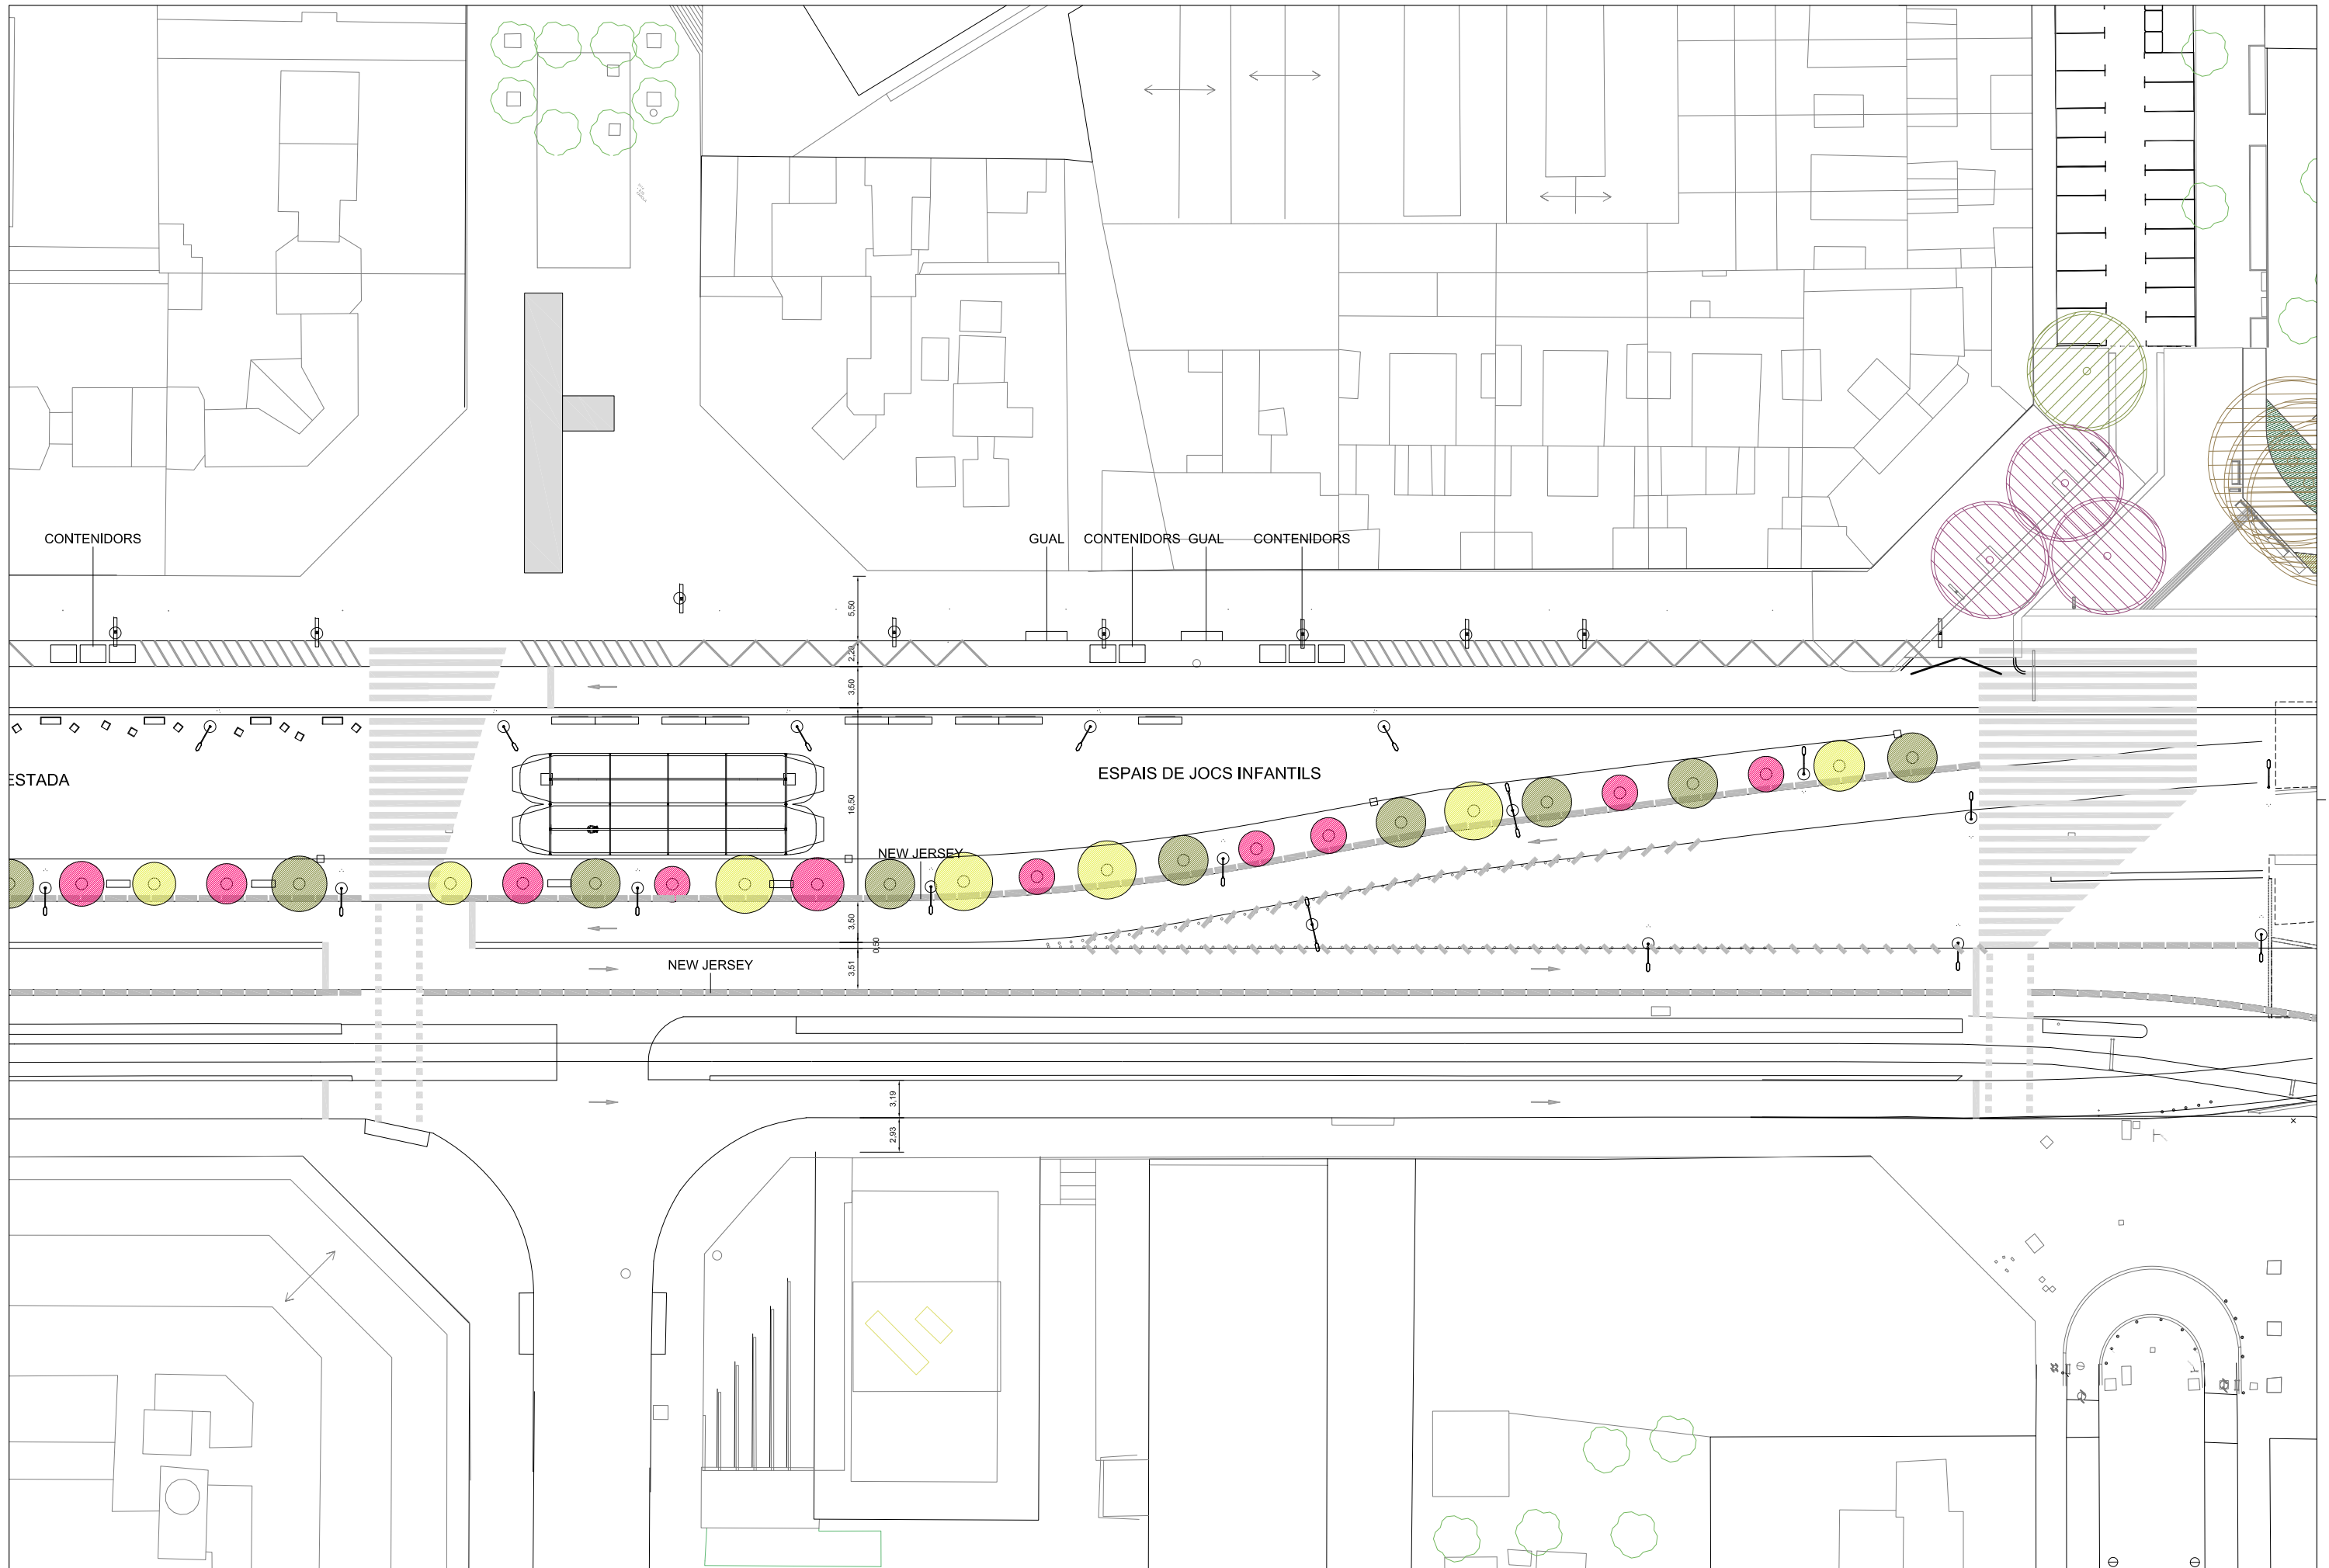 CONTENIDORS
GUAL
CONTENIDORS
GUAL
CONTENIDORS
5,50
2,20
3,50
ESTADA
ESPAIS DE JOCS INFANTILS
16,50
NEW JERSEY
3,50
0,50
NEW JERSEY
3,51
3,19
2,93